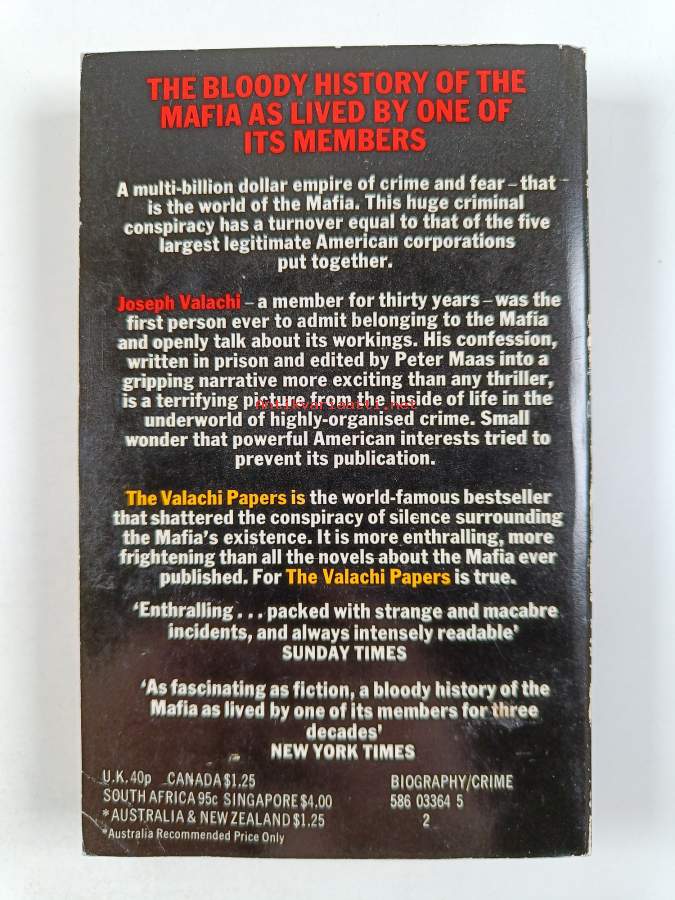 THE BLOODY HISTORY OF THE
MAFIA AS LIVED BY ONE OF
ITS MEMBERS
A multi-billion dollar empire of crime and fear – that
is the world of the Mafia. This huge criminal
conspiracy has a turnover equal to that of the five
largest legitimate American corporations
put together.
Joseph Valachi – a member for thirty years – was the
first person ever to admit belonging to the Mafia
and openly talk about its workings. His confession,
written in prison and edited by Peter Maas into a
gripping narrative more exciting than any thriller,
is a terrifying picture from the inside of life in the
Antikvariaatti.net
underworld of highly-organised crime. Small
wonder that powerful American interests tried to
prevent its publication.
The Valachi Papers is the world-famous bestseller
that shattered the conspiracy of silence surrounding
the Mafia's existence. It is more enthralling, more
frightening than all the novels about the Mafia ever
published. For The Valachi Papers is true.
'Enthralling . . . packed with strange and macabre
incidents, and always intensely readable'
SUNDAY TIMES
'As fascinating as fiction, a bloody history of the
Mafia as lived by one of its members for three
decades'
NEW YORK TIMES
U.K. 40p CANADA $1.25
SOUTH AFRICA 95c SINGAPORE $4.00
*AUSTRALIA & NEW ZEALAND $1.25
*Australia Recommended Price Only
BIOGRAPHY/CRIME
586 03364 5
2